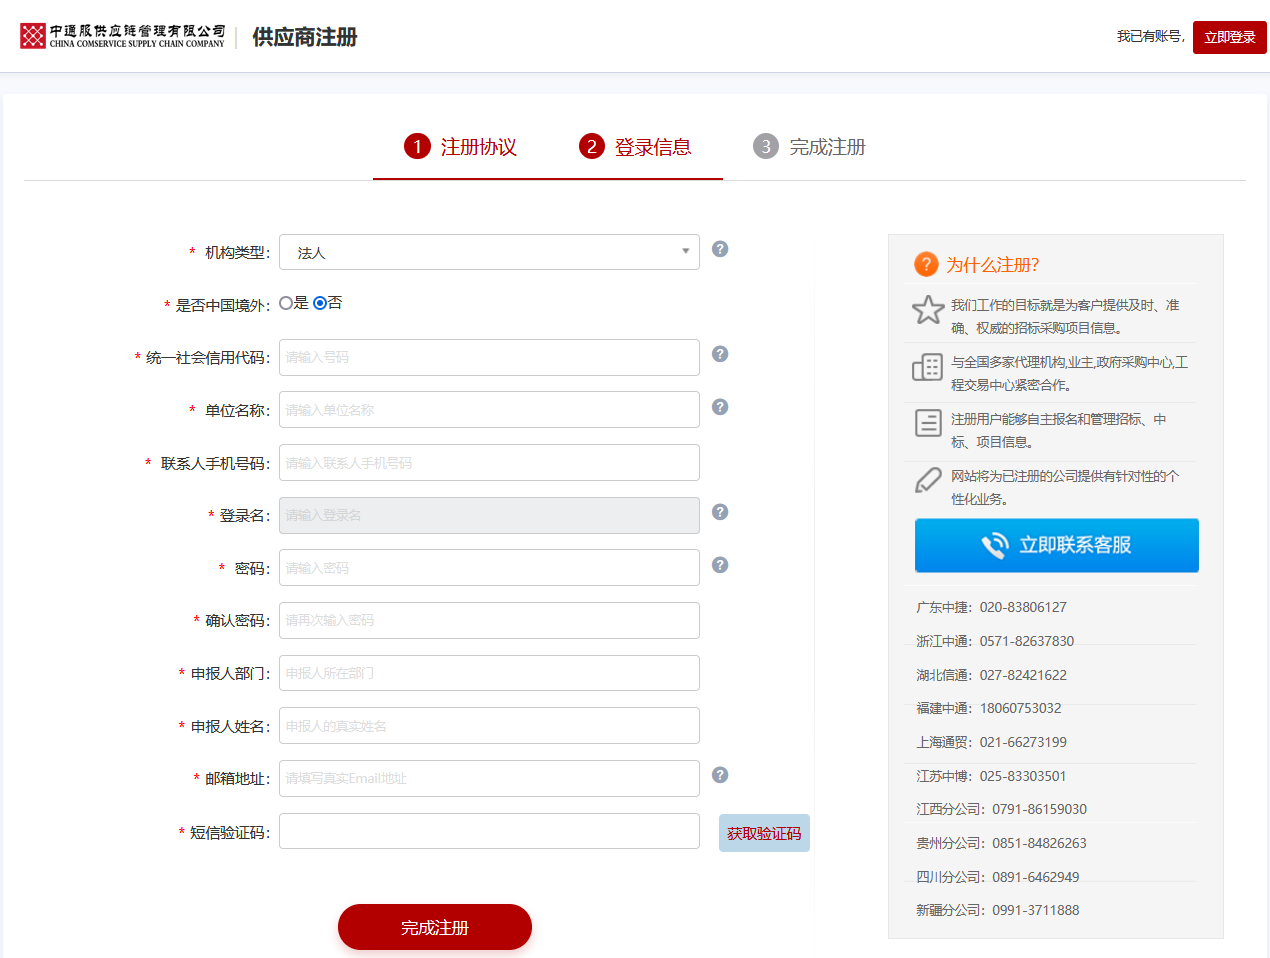 中通服供应链管理有限公司
CHINA COMSERVICE SUPPLY CHAIN COMPANY
供应商注册
我已有账号,
立即登录
1 注册协议
2 登录信息
3 完成注册
* 机构类型: 法人 ?
* 是否中国境外: 是 否
* 统一社会信用代码: 请输入号码 ?
* 单位名称: 请输入单位名称 ?
* 联系人手机号码: 请输入联系人手机号码
* 登录名: 请输入登录名 ?
* 密码: 请输入密码 ?
* 确认密码: 请再次输入密码
* 申报人部门: 申报人所在部门
* 申报人姓名: 申报人的真实姓名
* 邮箱地址: 请填写真实Email地址 ?
* 短信验证码: 获取验证码
完成注册
? 为什么注册?
我们工作的目标就是为客户提供及时、准
确、权威的招标采购项目信息。
与全国多家代理机构,业主,政府采购中心,工
程交易中心紧密合作。
注册用户能够自主报名和管理招标、中
标、项目信息。
网站将为已注册的公司提供有针对性的个
性化业务。
立即联系客服
广东中捷：020-83806127
浙江中通：0571-82637830
湖北信通：027-82421622
福建中通：18060753032
上海通贸：021-66273199
江苏中博：025-83303501
江西分公司：0791-86159030
贵州分公司：0851-84826263
四川分公司：0891-6462949
新疆分公司：0991-3711888